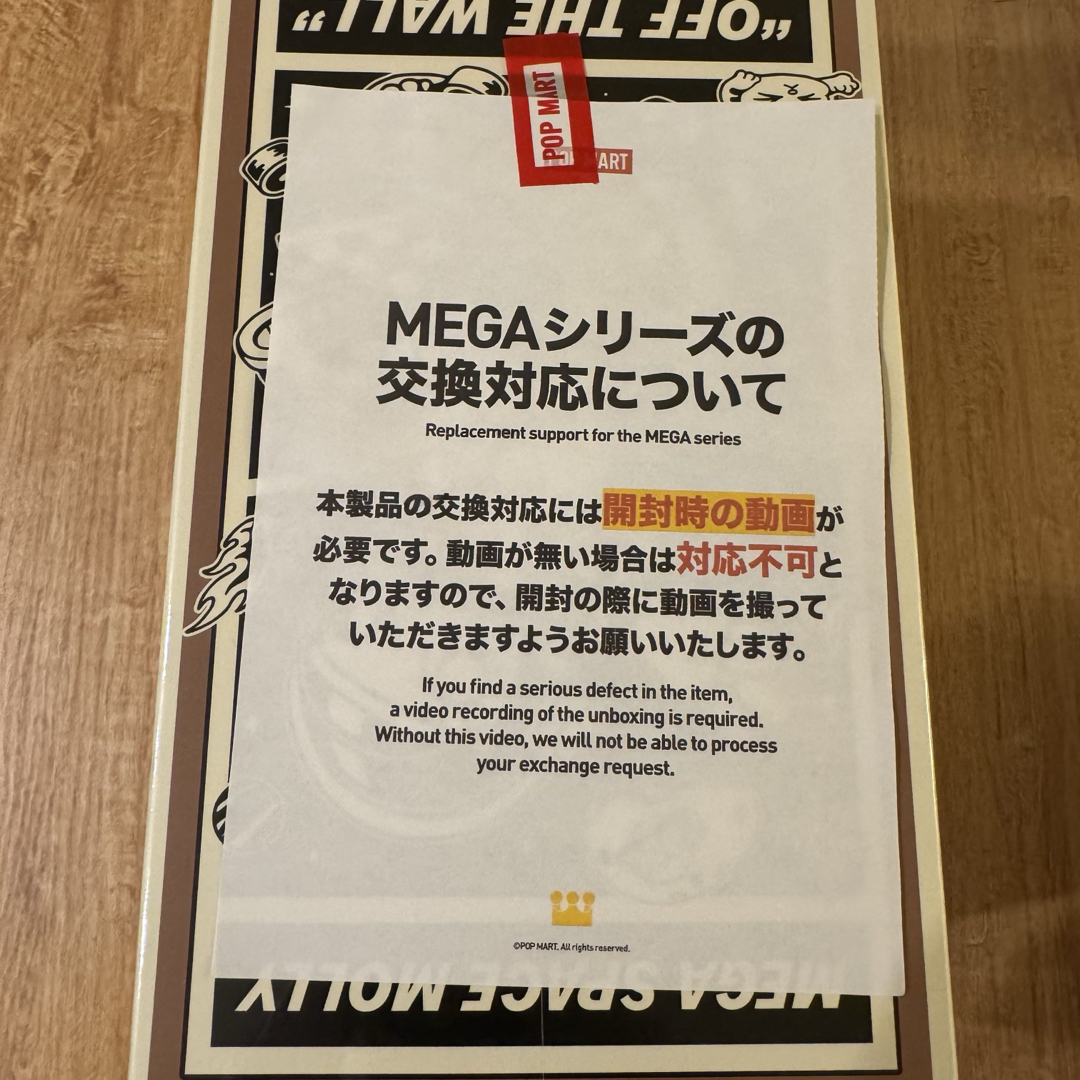 "OFF THE WALL"
POP MART
POP MART
MEGAシリーズの
交換対応について
Replacement support for the MEGA series
本製品の交換対応には開封時の動画が
必要です。動画が無い場合は対応不可と
なりますので、開封の際に動画を撮って
いただきますようお願いいたします。
If you find a serious defect in the item,
a video recording of the unboxing is required.
Without this video, we will not be able to process
your exchange request.
©POP MART. All rights reserved.
MEGA SPACE MOLLY